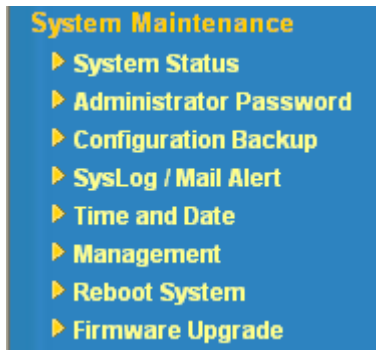 System Maintenance
System Status
Administrator Password
Configuration Backup
SysLog / Mail Alert
Time and Date
Management
Reboot System
Firmware Upgrade